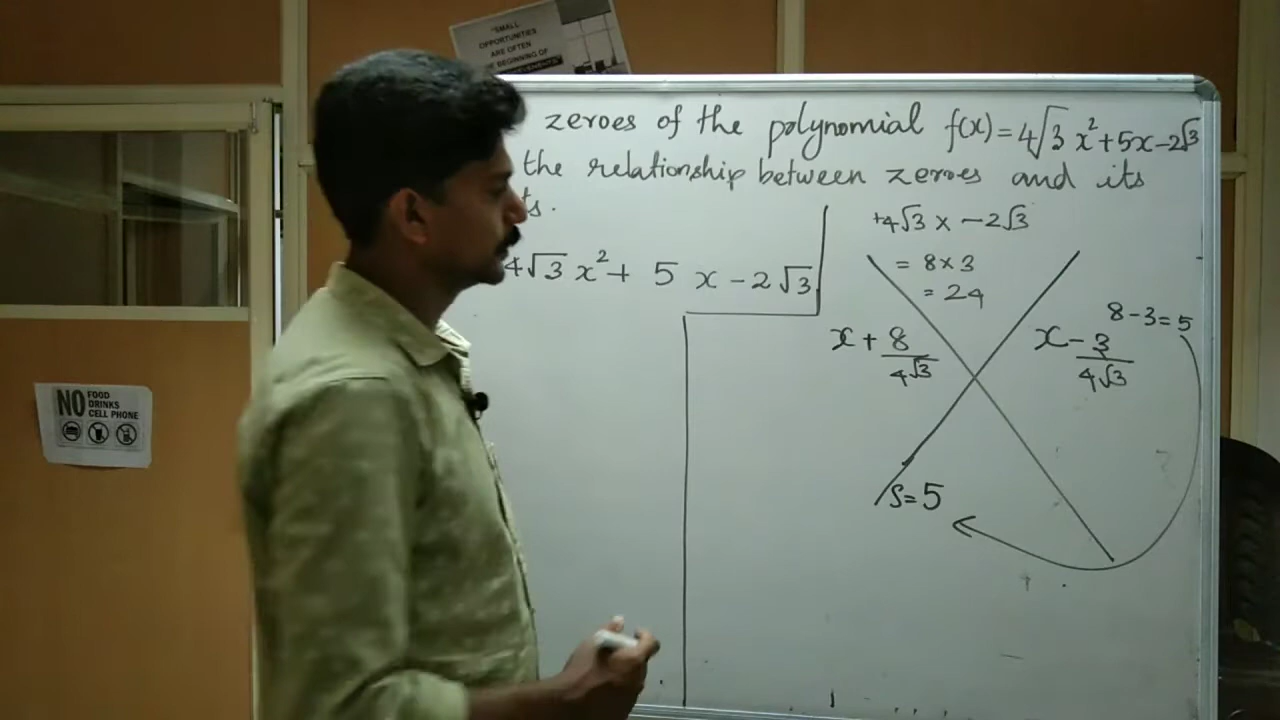 "SMALL
OPPORTUNITIES
ARE OFTEN
BEGINNING OF
zeroes of the polynomial f(x) = 4√3 x² + 5x - 2√3
the relationship between zeroes and its
ts.
4√3 x² + 5 x - 2√3
+4√3 x - 2√3
= 8 x 3
= 24
8 - 3 = 5
x + 8/4√3
x - 3/4√3
S = 5
NO FOOD
DRINKS
CELL PHONE